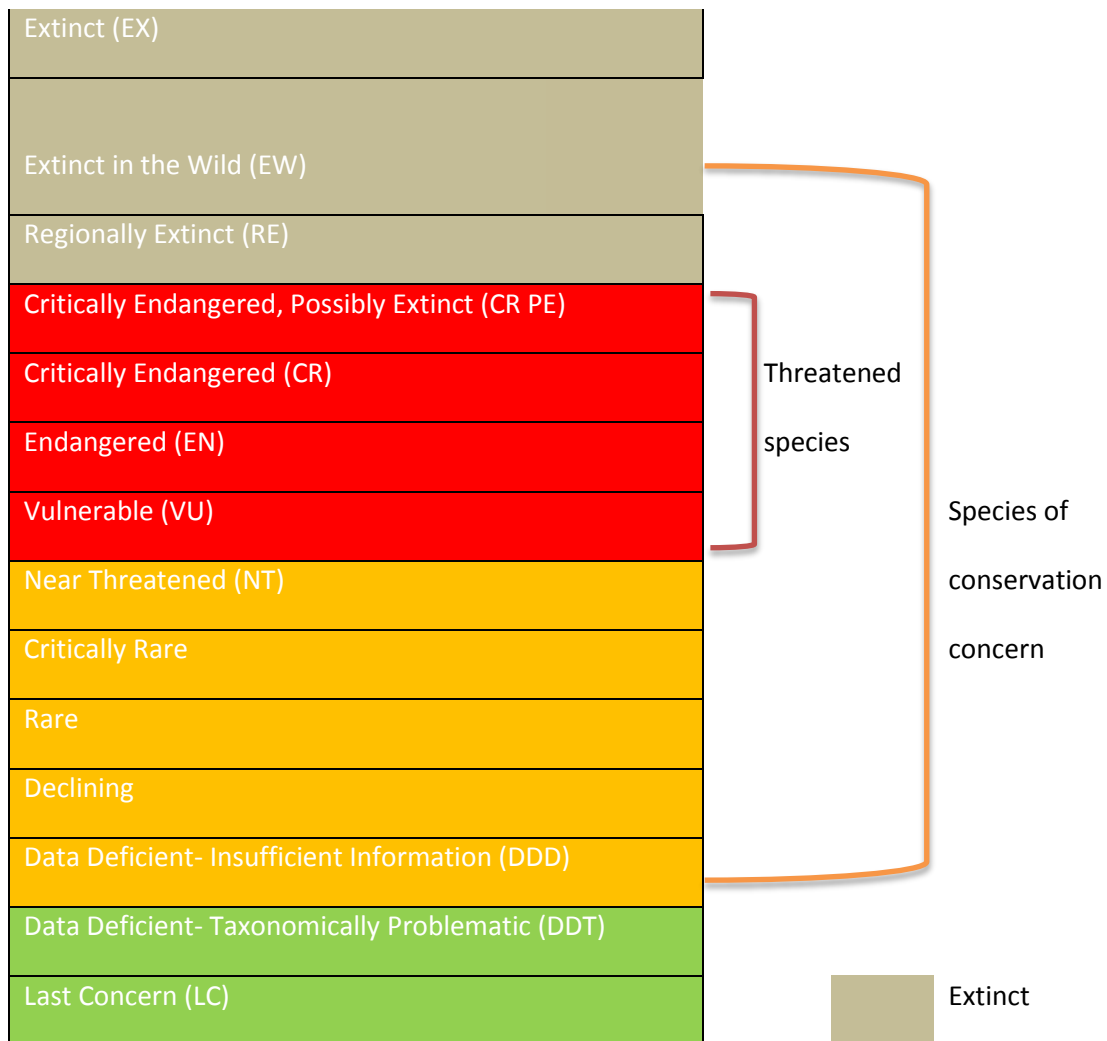 Extinct (EX)
Extinct in the Wild (EW)
Regionally Extinct (RE)
Critically Endangered, Possibly Extinct (CR PE)
Critically Endangered (CR)
Endangered (EN)
Vulnerable (VU)
Near Threatened (NT)
Critically Rare
Rare
Declining
Data Deficient- Insufficient Information (DDD)
Data Deficient- Taxonomically Problematic (DDT)
Last Concern (LC)
Threatened
species
Species of
conservation
concern
Extinct